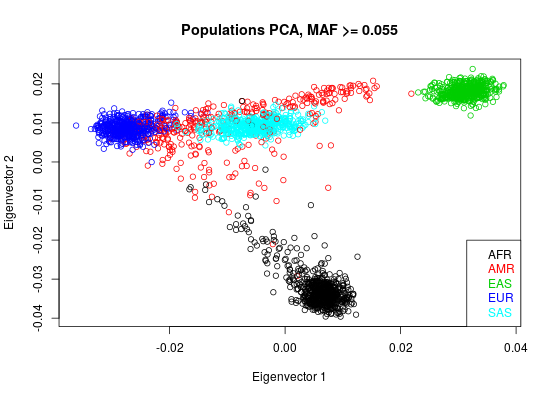 Populations PCA, MAF >= 0.055
Eigenvector 2
0.02
0.01
0.00
-0.01
-0.02
-0.03
-0.04
AFR
AMR
EAS
EUR
SAS
-0.02
0.00
0.02
0.04
Eigenvector 1